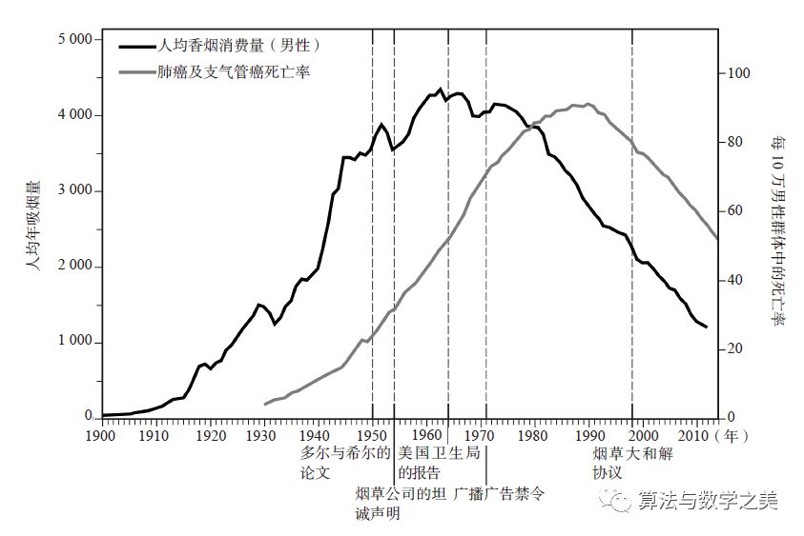 5 000
4 000
3 000
2 000
1 000
0
人均年吸烟量
人均香烟消费量（男性）
肺癌及支气管癌死亡率
100
80
60
40
20
0
每10万男性群体中的死亡率
1900 1910 1920 1930 1940 1950 1960 1970 1980 1990 2000 2010（年）
多尔与希尔的
论文
烟草公司的坦
诚声明
美国卫生局
的报告
广播广告禁令
烟草大和解
协议
算法与数学之美